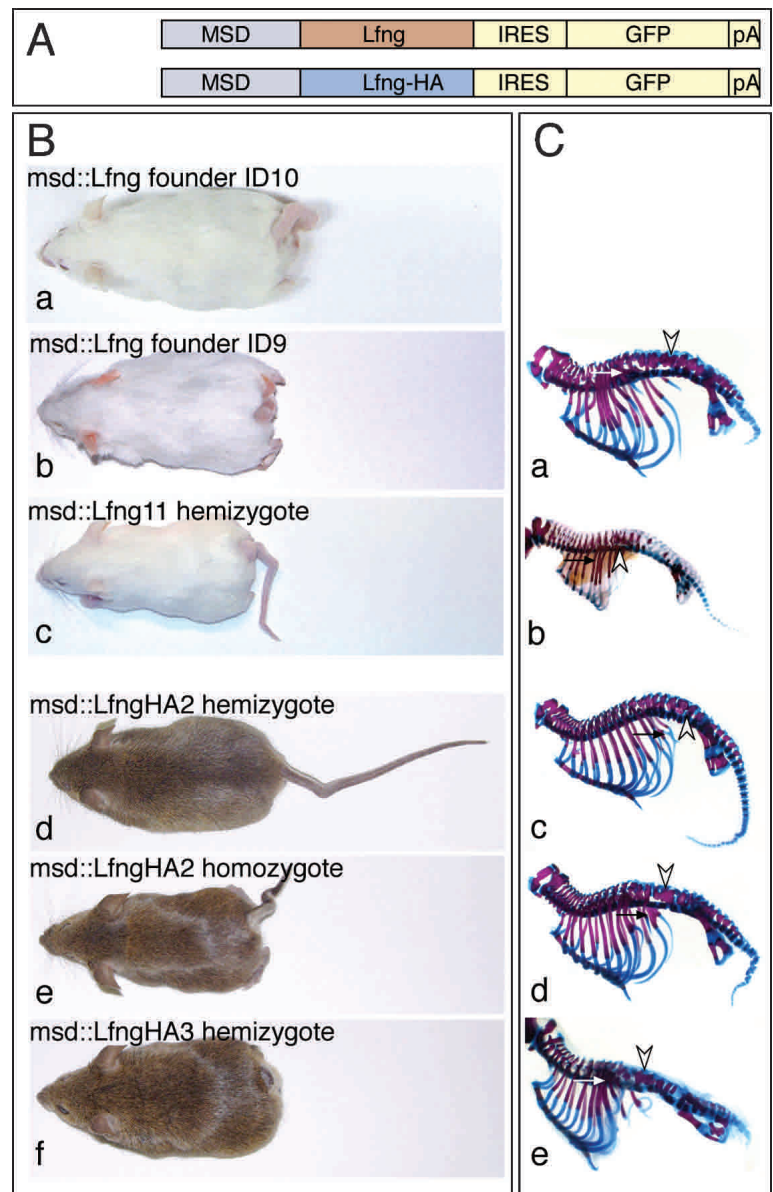 A
MSD Lfng IRES GFP pA
MSD Lfng-HA IRES GFP pA
B
msd::Lfng founder ID10
a
msd::Lfng founder ID9
b
msd::Lfng11 hemizygote
c
msd::LfngHA2 hemizygote
d
msd::LfngHA2 homozygote
e
msd::LfngHA3 hemizygote
f
C
a
b
c
d
e